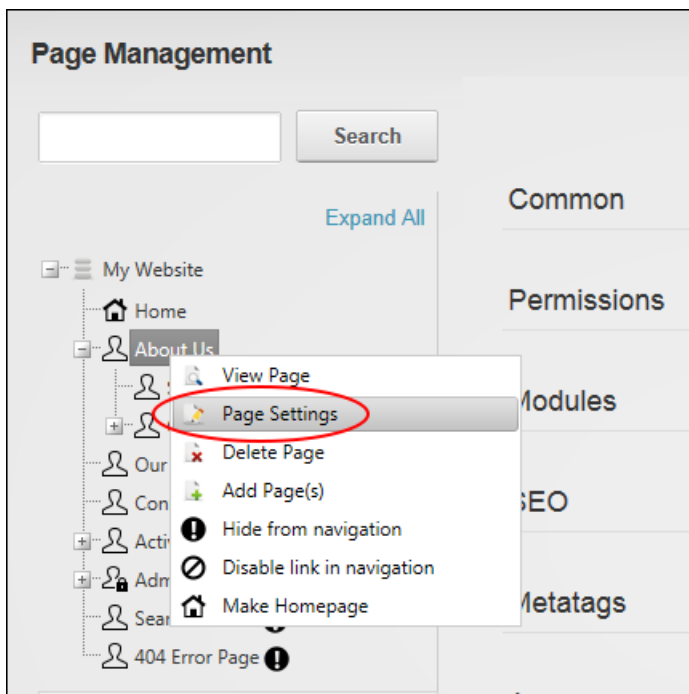 Page Management
Search
Expand All
Common
Permissions
Modules
SEO
Metatags
My Website
Home
About Us
View Page
Page Settings
Delete Page
Add Page(s)
Hide from navigation
Disable link in navigation
Make Homepage
Our
Con
Acti
Adm
Sear
404 Error Page